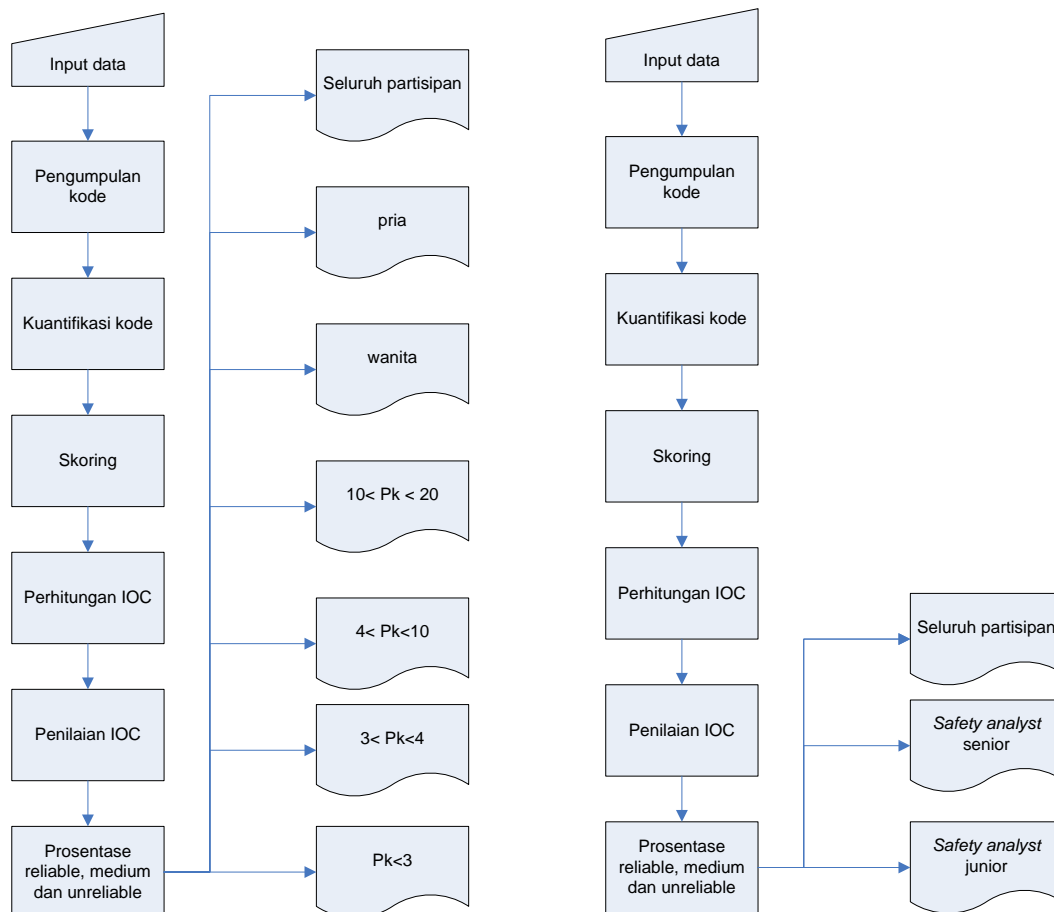 Input data
Pengumpulan
kode
Kuantifikasi kode
Skoring
Perhitungan IOC
Penilaian IOC
Prosentase
reliable, medium
dan unreliable
Seluruh partisipan
pria
wanita
10< Pk < 20
4< Pk<10
3< Pk<4
Pk<3
Input data
Pengumpulan
kode
Kuantifikasi kode
Skoring
Perhitungan IOC
Penilaian IOC
Prosentase
reliable, medium
dan unreliable
Seluruh partisipan
Safety analyst
senior
Safety analyst
junior